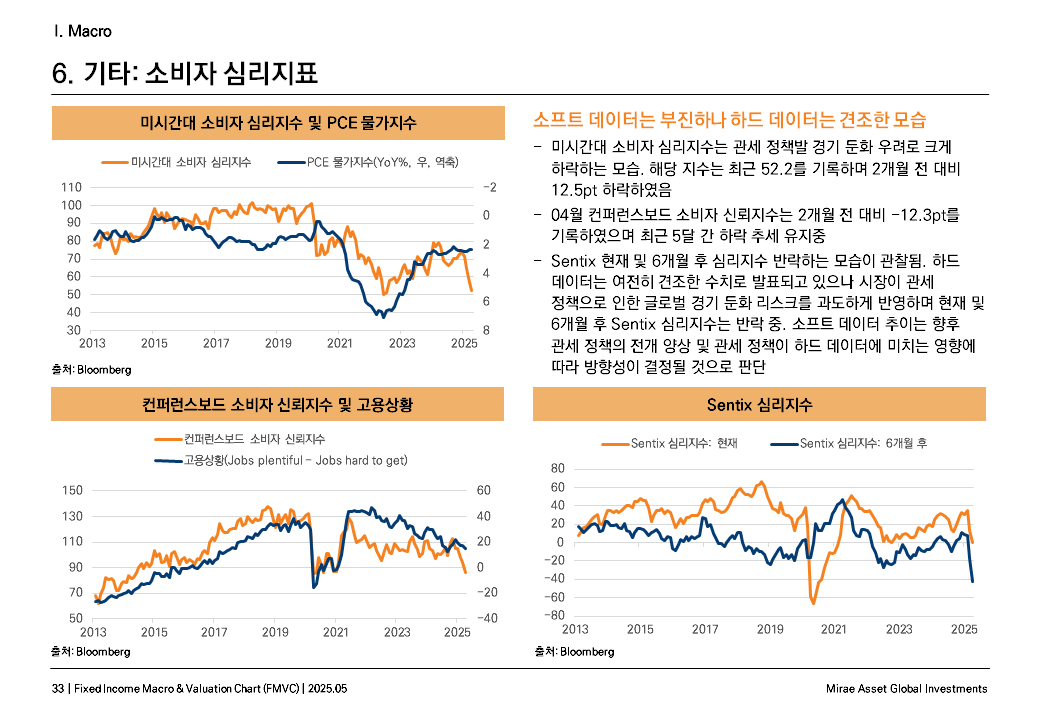 I. Macro
6. 기타: 소비자 심리지표
미시간대 소비자 심리지수 및 PCE 물가지수
미시간대 소비자 심리지수
PCE 물가지수(YoY%, 우, 역축)
110
100
90
80
70
60
50
40
30
-2
0
2
4
6
8
2013
2015
2017
2019
2021
2023
2025
출처: Bloomberg
소프트 데이터는 부진하나 하드 데이터는 견조한 모습
- 미시간대 소비자 심리지수는 관세 정책발 경기 둔화 우려로 크게
하락하는 모습. 해당 지수는 최근 52.2를 기록하며 2개월 전 대비
12.5pt 하락하였음
- 04월 컨퍼런스보드 소비자 신뢰지수는 2개월 전 대비 -12.3pt를
기록하였으며 최근 5달 간 하락 추세 유지중
- Sentix 현재 및 6개월 후 심리지수 반락하는 모습이 관찰됨. 하드
데이터는 여전히 견조한 수치로 발표되고 있으나 시장이 관세
정책으로 인한 글로벌 경기 둔화 리스크를 과도하게 반영하며 현재 및
6개월 후 Sentix 심리지수는 반락 중. 소프트 데이터 추이는 향후
관세 정책의 전개 양상 및 관세 정책이 하드 데이터에 미치는 영향에
따라 방향성이 결정될 것으로 판단
컨퍼런스보드 소비자 신뢰지수 및 고용상황
컨퍼런스보드 소비자 신뢰지수
고용상황(Jobs plentiful - Jobs hard to get)
150
130
110
90
70
50
60
40
20
0
-20
-40
2013
2015
2017
2019
2021
2023
2025
출처: Bloomberg
Sentix 심리지수
Sentix 심리지수: 현재
Sentix 심리지수: 6개월 후
80
60
40
20
0
-20
-40
-60
-80
2013
2015
2017
2019
2021
2023
2025
출처: Bloomberg
33 | Fixed Income Macro & Valuation Chart (FMVC) | 2025.05
Mirae Asset Global Investments